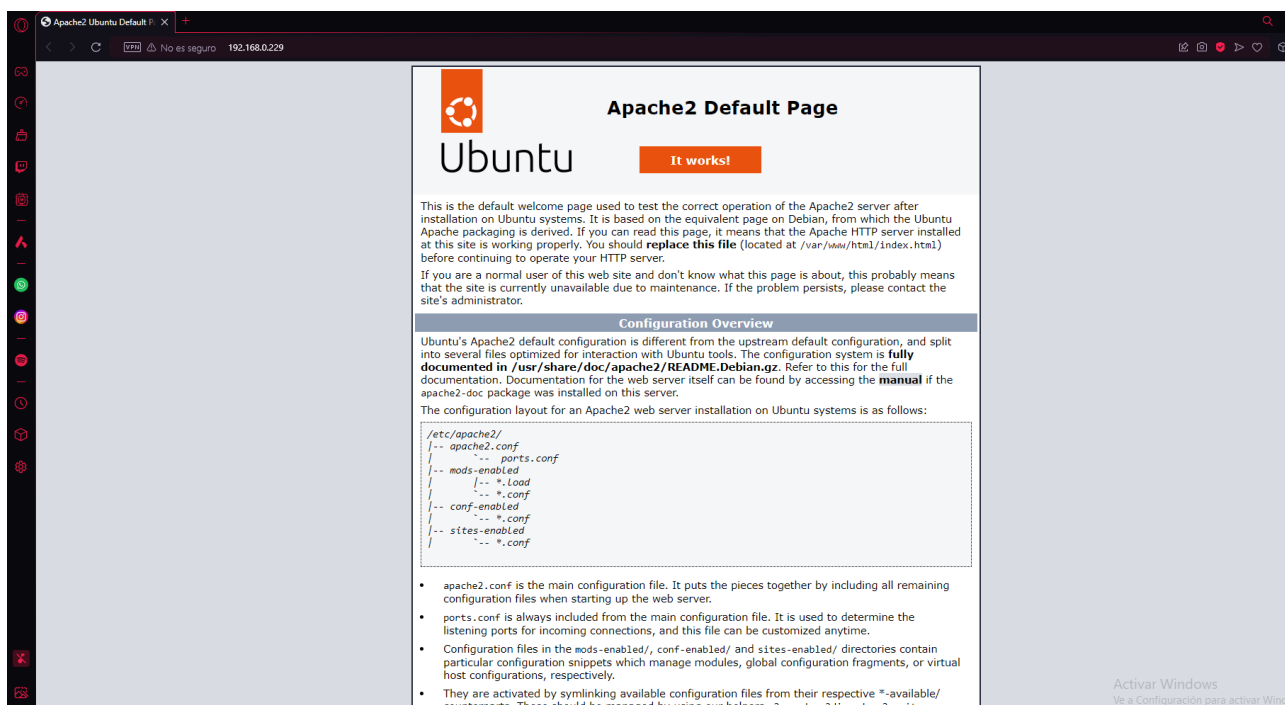 Apache2 Ubuntu Default P
VPN
No es seguro 192.168.0.229
Apache2 Default Page
Ubuntu
It works!
This is the default welcome page used to test the correct operation of the Apache2 server after
installation on Ubuntu systems. It is based on the equivalent page on Debian, from which the Ubuntu
Apache packaging is derived. If you can read this page, it means that the Apache HTTP server installed
at this site is working properly. You should replace this file (located at /var/www/html/index.html)
before continuing to operate your HTTP server.
If you are a normal user of this web site and don't know what this page is about, this probably means
that the site is currently unavailable due to maintenance. If the problem persists, please contact the
site's administrator.
Configuration Overview
Ubuntu's Apache2 default configuration is different from the upstream default configuration, and split
into several files optimized for interaction with Ubuntu tools. The configuration system is fully
documented in /usr/share/doc/apache2/README.Debian.gz. Refer to this for the full
documentation. Documentation for the web server itself can be found by accessing the manual if the
apache2-doc package was installed on this server.
The configuration layout for an Apache2 web server installation on Ubuntu systems is as follows:
/etc/apache2/
|-- apache2.conf
|       `--  ports.conf
|-- mods-enabled
|       |-- *.load
|       `-- *.conf
|-- conf-enabled
|       `-- *.conf
|-- sites-enabled
|       `-- *.conf
• apache2.conf is the main configuration file. It puts the pieces together by including all remaining
configuration files when starting up the web server.
• ports.conf is always included from the main configuration file. It is used to determine the
listening ports for incoming connections, and this file can be customized anytime.
• Configuration files in the mods-enabled/, conf-enabled/ and sites-enabled/ directories contain
particular configuration snippets which manage modules, global configuration fragments, or virtual
host configurations, respectively.
• They are activated by symlinking available configuration files from their respective *-available/
Activar Windows
Ve a Configuración para activar Win